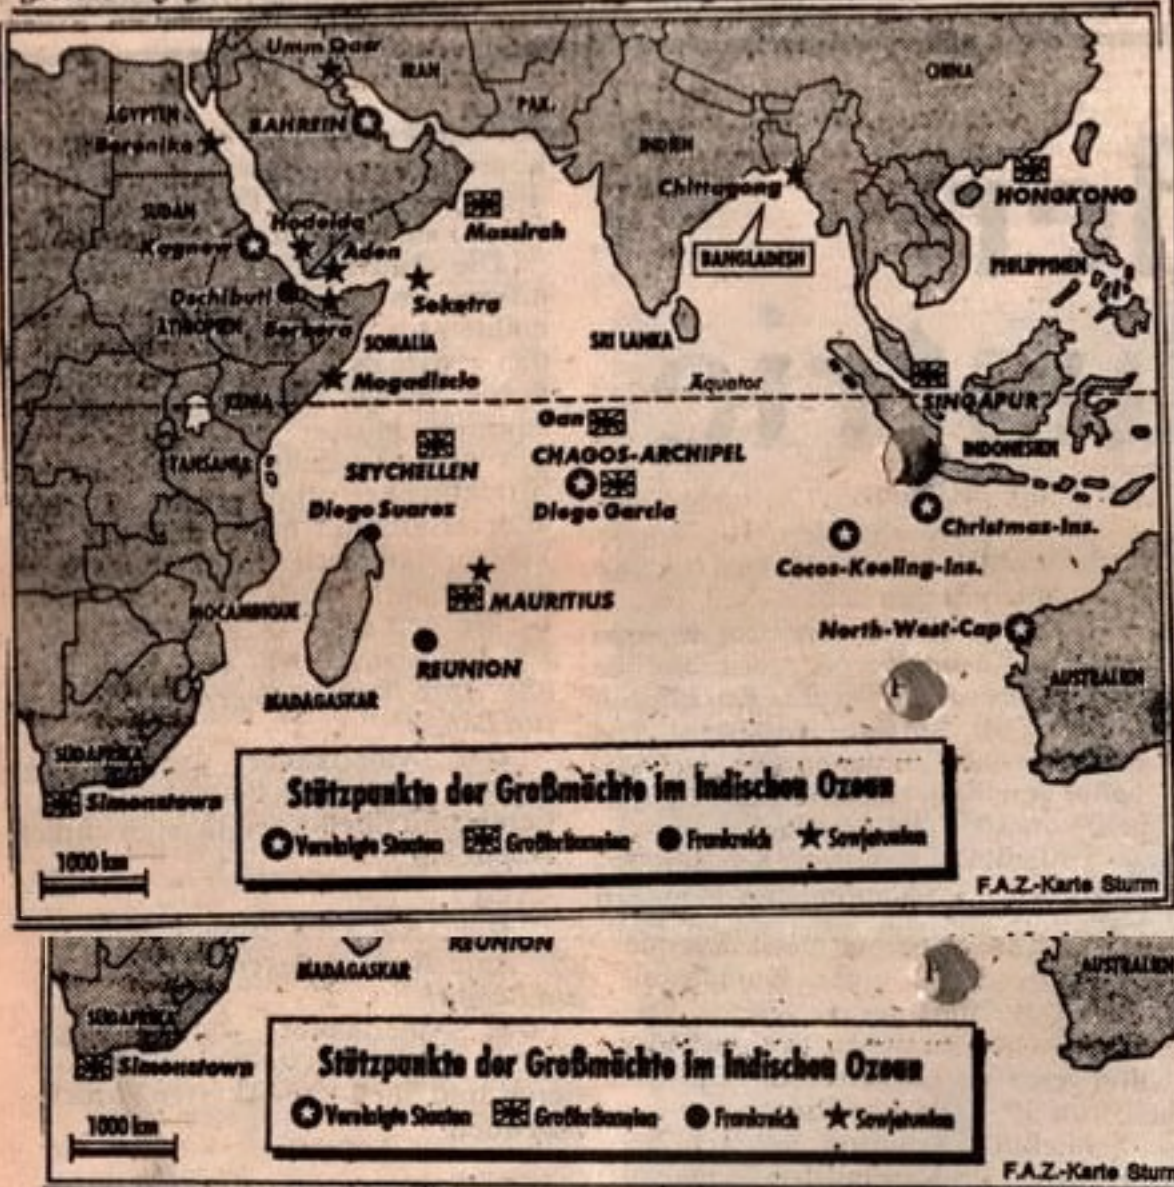 Umm Qasr
IRAN
CHINA
PAK.
ÄGYPTEN
BAHREIN
Berenike
INDIEN
Chittagong
HONGKONG
SUDAN
Hodeida
Massirah
Kagnew
Aden
BANGLADESH
PHILIPPINEN
Dschibuti
Sokotra
ÄTHIOPIEN
Berbera
SOMALIA
SRI LANKA
Mogadiscio
Äquator
KENIA
SINGAPUR
Gan
TANSANIA
SEYCHELLEN
CHAGOS-ARCHIPEL
INDONESIEN
Diego Suarez
Diego Garcia
Christmas-Ins.
Cocos-Keeling-Ins.
MOCAMBIQUE
MAURITIUS
North-West-Cap
REUNION
AUSTRALIEN
MADAGASKAR
SÜDAFRIKA
Simonstown
Stützpunkte der Großmächte im Indischen Ozean
Vereinigte Staaten Großbritannien Frankreich Sowjetunion
1000 km
F.A.Z.-Karte Sturm
REUNION
MADAGASKAR
AUSTRALIEN
SÜDAFRIKA
Simonstown
Stützpunkte der Großmächte im Indischen Ozean
Vereinigte Staaten Großbritannien Frankreich Sowjetunion
1000 km
F.A.Z.-Karte Sturm